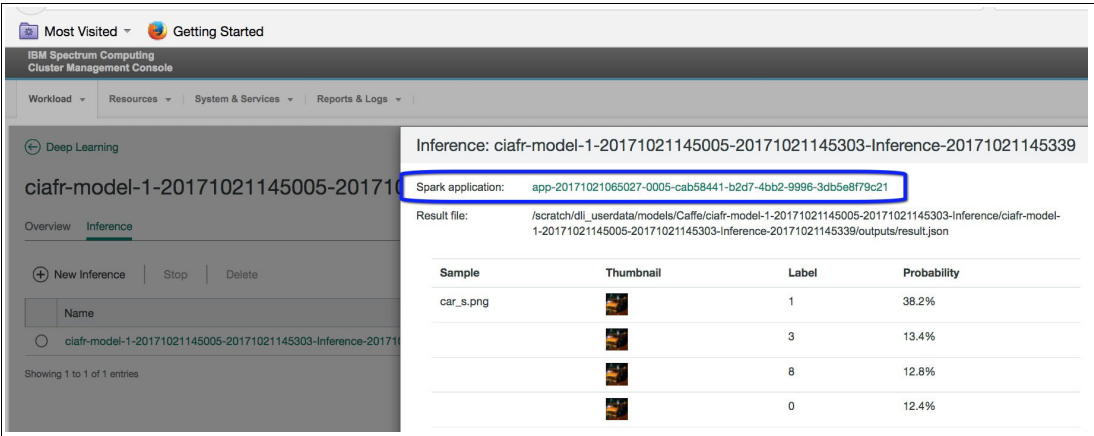 Most Visited
Getting Started
IBM Spectrum Computing
Cluster Management Console
Workload
Resources
System & Services
Reports & Logs
Deep Learning
ciafr-model-1-20171021145005-201710
Overview
Inference
New Inference
Stop
Delete
Name
ciafr-model-1-20171021145005-20171021145303-Inference-201710
Showing 1 to 1 of 1 entries
Inference: ciafr-model-1-20171021145005-20171021145303-Inference-20171021145339
Spark application: app-20171021065027-0005-cab58441-b2d7-4bb2-9996-3db5e8f79c21
Result file: /scratch/dli_userdata/models/Caffe/ciafr-model-1-20171021145005-20171021145303-Inference/ciafr-model-
1-20171021145005-20171021145303-Inference-20171021145339/outputs/result.json
Sample Thumbnail Label Probability
car_s.png 1 38.2%
3 13.4%
8 12.8%
0 12.4%